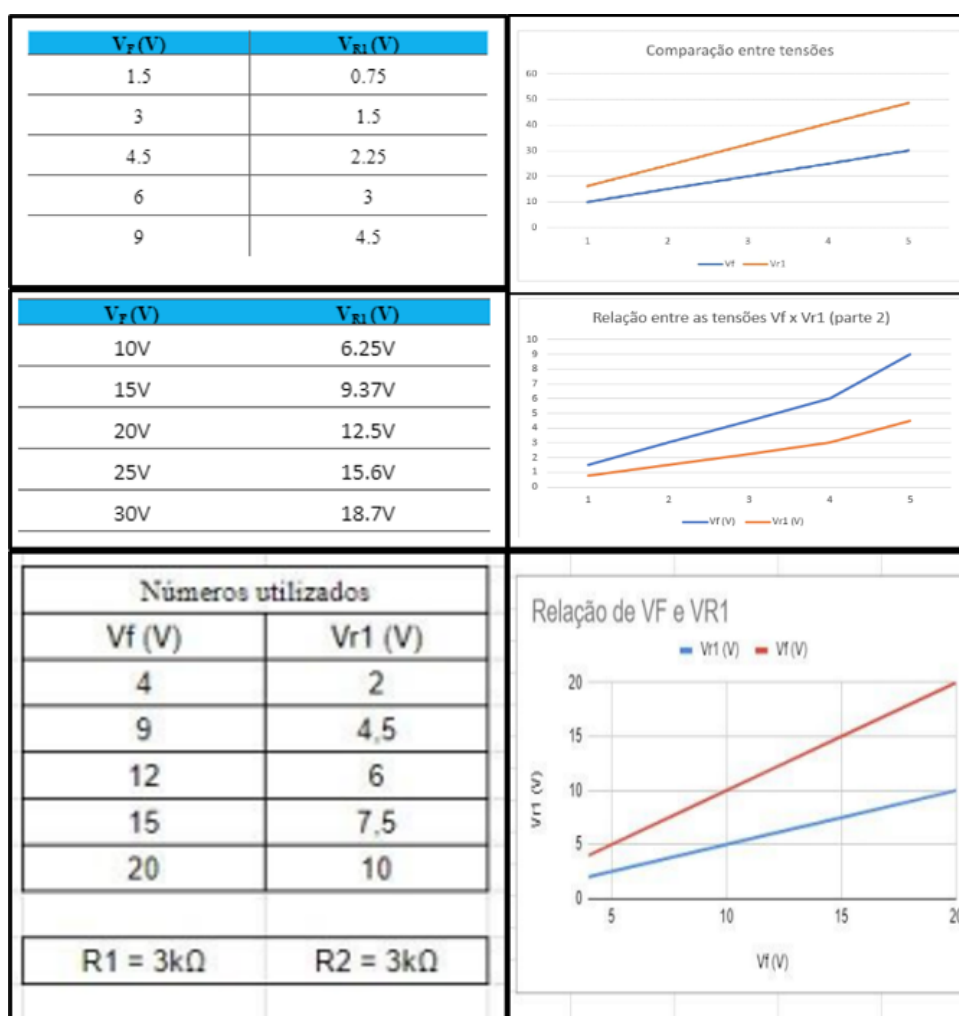 V_F (V) V_R1 (V)
1.5 0.75
3 1.5
4.5 2.25
6 3
9 4.5
Comparação entre tensões
60
50
40
30
20
10
0
1 2 3 4 5
Vf Vr1
V_F (V) V_R1 (V)
10V 6.25V
15V 9.37V
20V 12.5V
25V 15.6V
30V 18.7V
Relação entre as tensões Vf x Vr1 (parte 2)
10
9
8
7
6
5
4
3
2
1
0
1 2 3 4 5
Vf (V) Vr1 (V)
Números utilizados
Vf (V) Vr1 (V)
4 2
9 4,5
12 6
15 7,5
20 10
R1 = 3kΩ R2 = 3kΩ
Relação de VF e VR1
Vr1 (V) Vf (V)
20
15
10
5
0
Vr1 (V)
5 10 15 20
Vf (V)